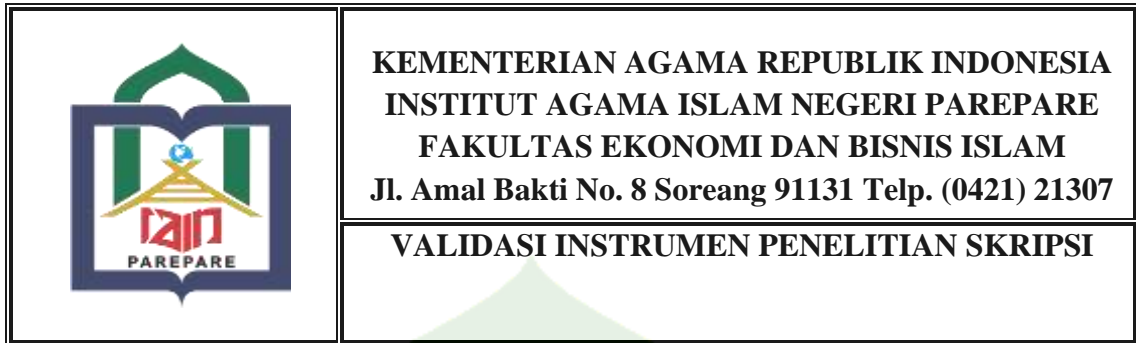 KEMENTERIAN AGAMA REPUBLIK INDONESIA
INSTITUT AGAMA ISLAM NEGERI PAREPARE
FAKULTAS EKONOMI DAN BISNIS ISLAM
Jl. Amal Bakti No. 8 Soreang 91131 Telp. (0421) 21307
VALIDASI INSTRUMEN PENELITIAN SKRIPSI
IAIN
PAREPARE